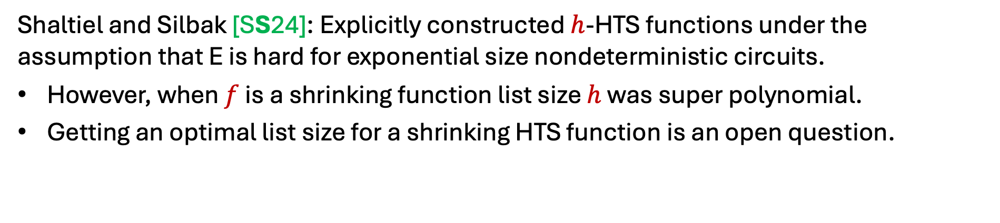 Shaltiel and Silbak [SS24]: Explicitly constructed h-HTS functions under the
assumption that E is hard for exponential size nondeterministic circuits.
• However, when f is a shrinking function list size h was super polynomial.
• Getting an optimal list size for a shrinking HTS function is an open question.